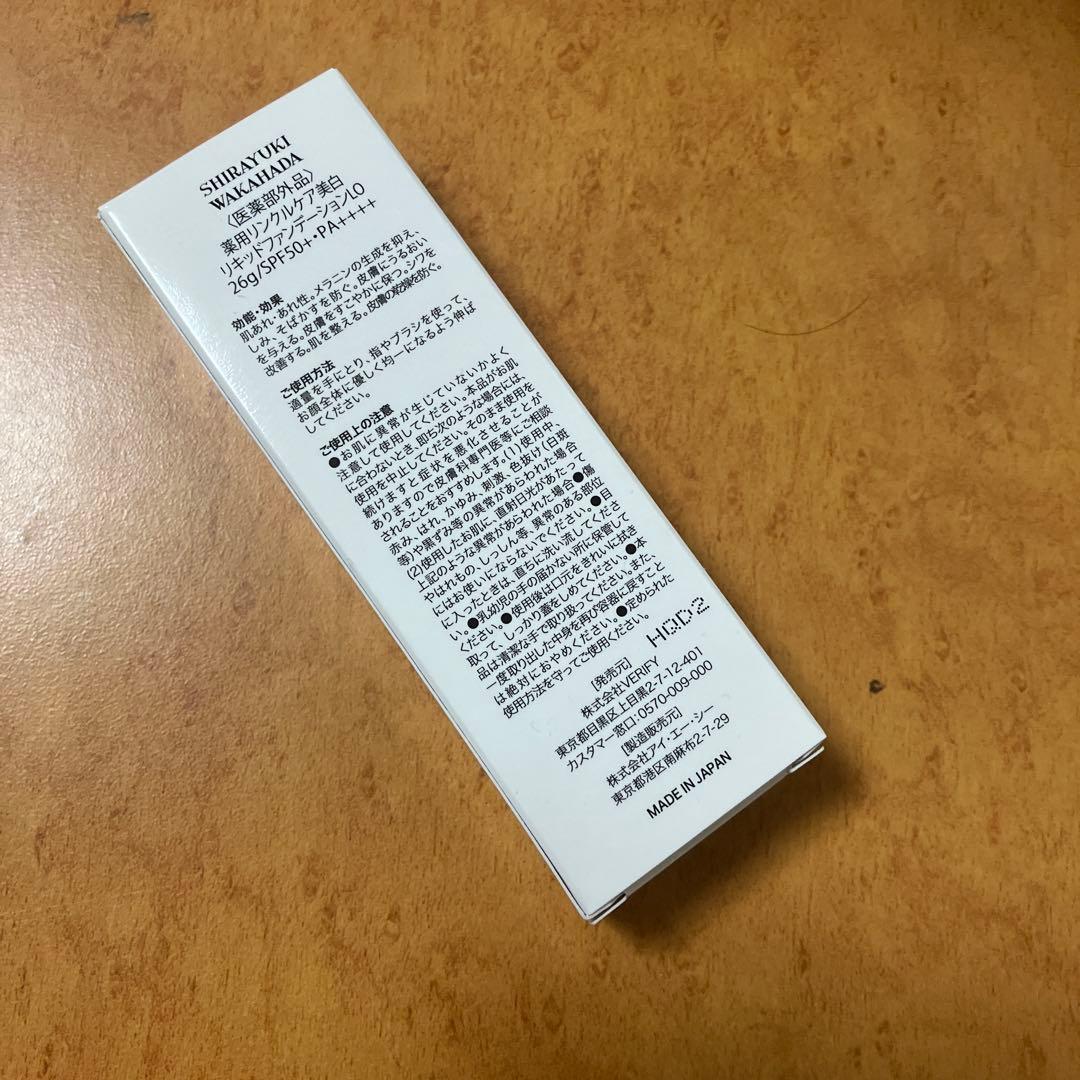 SHIRAYUKI
WAKAHADA
〈医薬部外品〉
薬用リンクルケア美白
リキッドファンデーションLO
26g/SPF50+・PA++++
効能・効果
肌あれ・あれ性。メラニンの生成を抑え、
しみ、そばかすを防ぐ。皮膚にうるおい
を与える。皮膚をすこやかに保つ。シワを
改善する。肌を整える。皮膚の乾燥を防ぐ。
ご使用方法
適量を手にとり、指やブラシを使って、
お顔全体に優しく均一になるよう伸ば
してください。
ご使用上の注意
●お肌に異常が生じていないかよく
注意して使用してください。本品がお肌
に合わないとき、即ち次のような場合には、
使用を中止してください。そのまま使用を
続けますと症状を悪化させることが
ありますので皮膚科専門医等にご相談
されることをおすすめします。(1)使用中、
赤み、はれ、かゆみ、刺激、色抜け(白斑
等)や黒ずみ等の異常があらわれた場合
(2)使用したお肌に、直射日光があたって
上記のような異常があらわれた場合●傷
やはれもの、しっしん等、異常のある部位
にはお使いにならないでください。●目
に入ったときは、直ちに洗い流してくださ
い。●乳幼児の手の届かない所に保管して
ください。●使用後は口元をきれいに拭き
取って、しっかり蓋をしめてください。●本
品は清潔な手で取り扱ってください。また、
一度取り出した中身を再び容器に戻すこと
は絶対におやめください。●定められた
使用方法を守ってご使用ください。
HQD2
[発売元]
株式会社VERIFY
東京都目黒区上目黒2-7-12-401
カスタマー窓口:0570-009-000
[製造販売元]
株式会社アイ・エー・シー
東京都港区南麻布2-7-29
MADE IN JAPAN